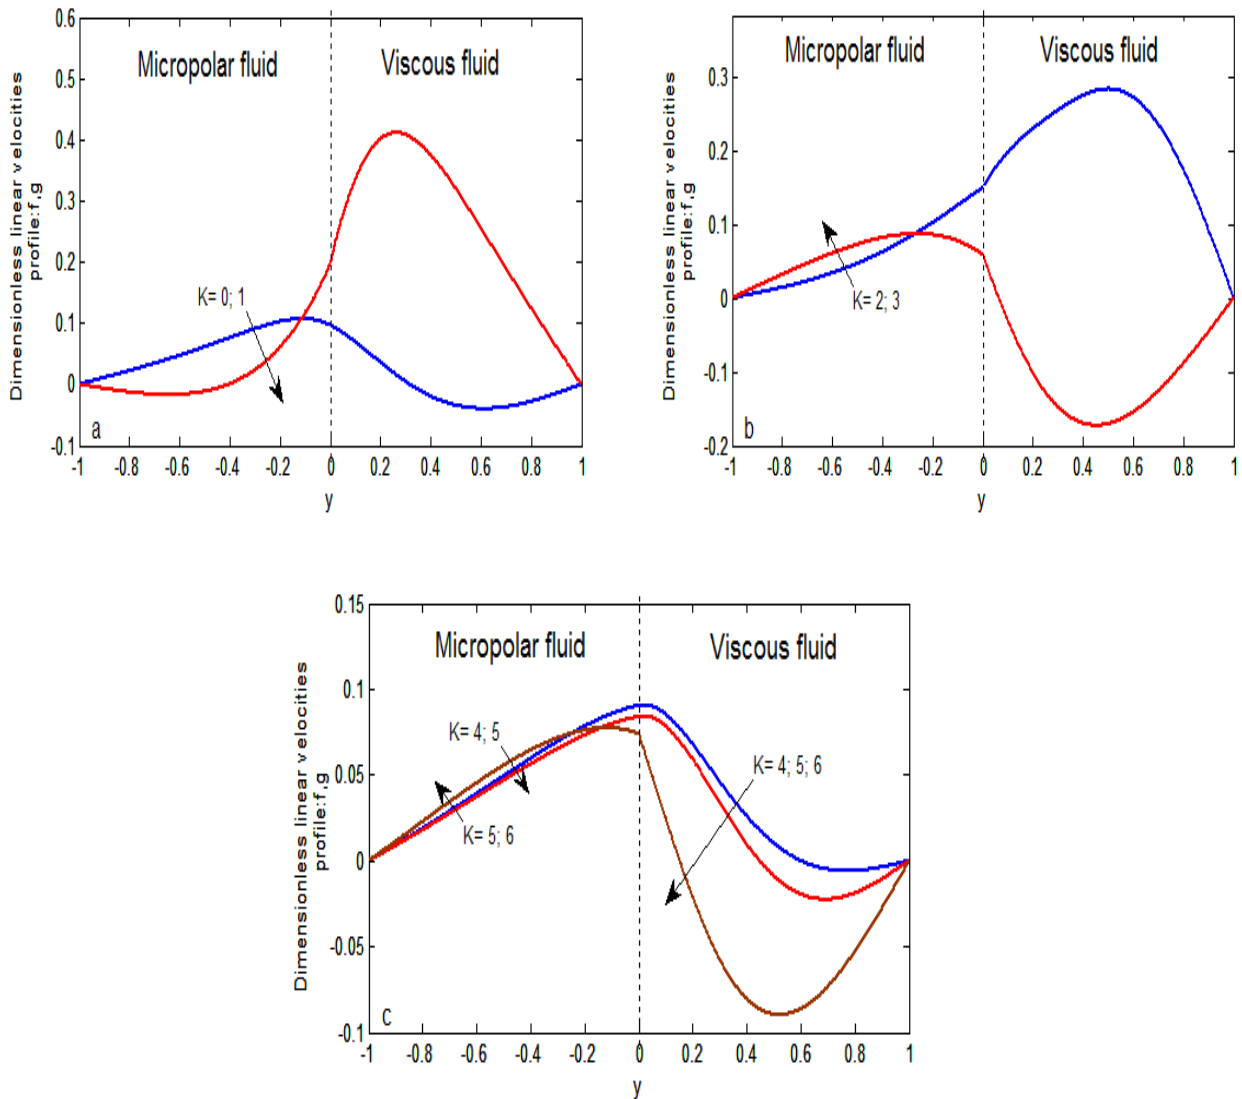 0.6
Micropolar fluid
Viscous fluid
0.5
0.4
0.3
0.2
0.1
0
-0.1
K= 0; 1
a
-1 -0.8 -0.6 -0.4 -0.2 0 0.2 0.4 0.6 0.8 1
y
Dimensionless linear velocities
profile:f,g
Micropolar fluid
Viscous fluid
0.3
0.2
0.1
0
-0.1
-0.2
K= 2; 3
b
-1 -0.8 -0.6 -0.4 -0.2 0 0.2 0.4 0.6 0.8 1
y
Dimensionless linear velocities
profile:f,g
0.15
Micropolar fluid
Viscous fluid
0.1
0.05
0
-0.05
-0.1
K= 4; 5
K= 5; 6
K= 4; 5; 6
c
-1 -0.8 -0.6 -0.4 -0.2 0 0.2 0.4 0.6 0.8 1
y
Dimensionless linear velocities
profile:f,g